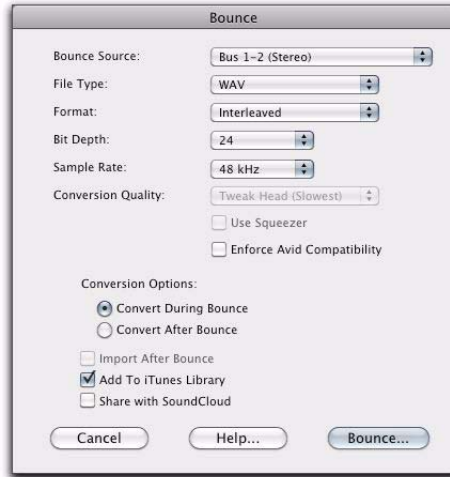 Bounce
Bounce Source: Bus 1-2 (Stereo)
File Type: WAV
Format: Interleaved
Bit Depth: 24
Sample Rate: 48 kHz
Conversion Quality: Tweak Head (Slowest)
Use Squeezer
Enforce Avid Compatibility
Conversion Options:
Convert During Bounce
Convert After Bounce
Import After Bounce
Add To iTunes Library
Share with SoundCloud
Cancel Help... Bounce...